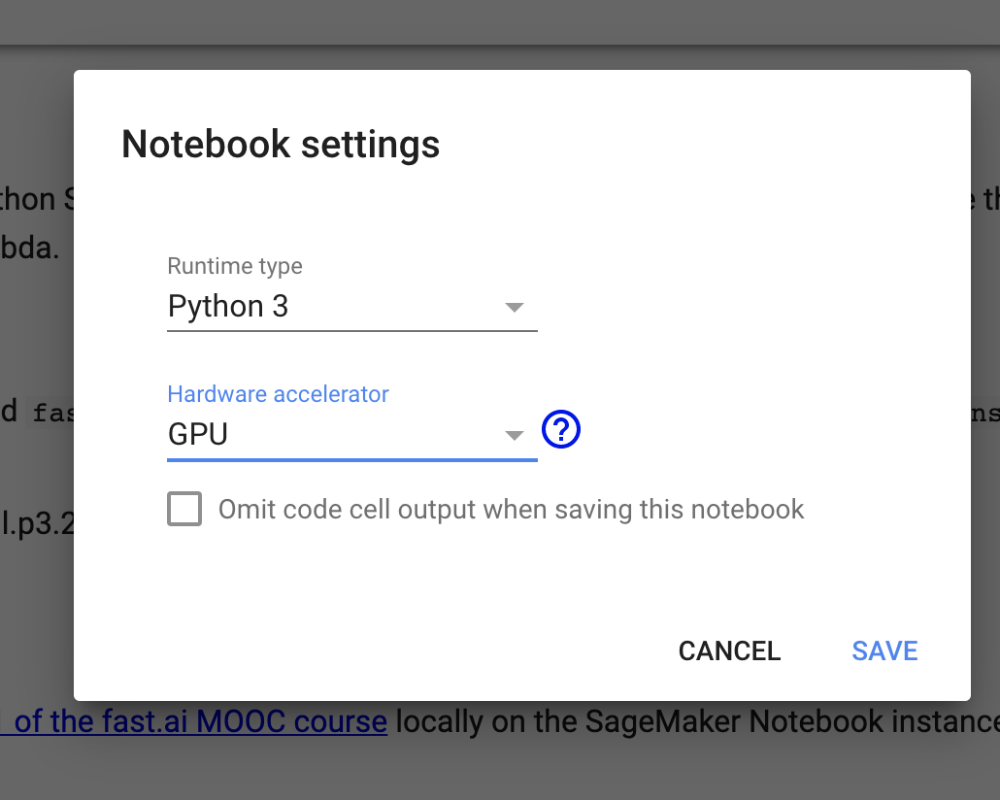 Notebook settings
thon
bda.
Runtime type
Python 3
Hardware accelerator
GPU
?
d fas
ns
Omit code cell output when saving this notebook
l.p3.2
CANCEL
SAVE
of the fast.ai MOOC course locally on the SageMaker Notebook instance